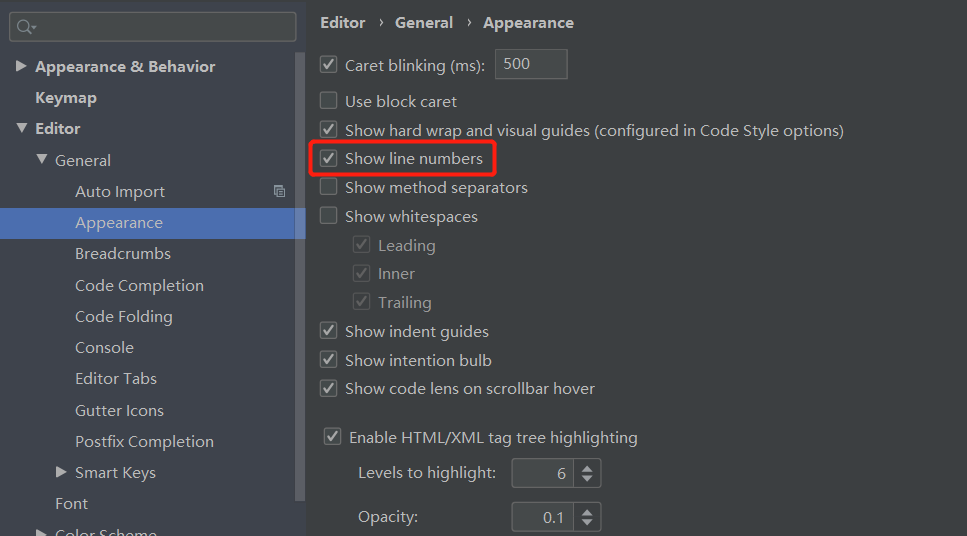 Appearance & Behavior
Keymap
Editor
General
Auto Import
Appearance
Breadcrumbs
Code Completion
Code Folding
Console
Editor Tabs
Gutter Icons
Postfix Completion
Smart Keys
Font
Color Scheme
Editor › General › Appearance
Caret blinking (ms): 500
Use block caret
Show hard wrap and visual guides (configured in Code Style options)
Show line numbers
Show method separators
Show whitespaces
Leading
Inner
Trailing
Show indent guides
Show intention bulb
Show code lens on scrollbar hover
Enable HTML/XML tag tree highlighting
Levels to highlight: 6
Opacity: 0.1